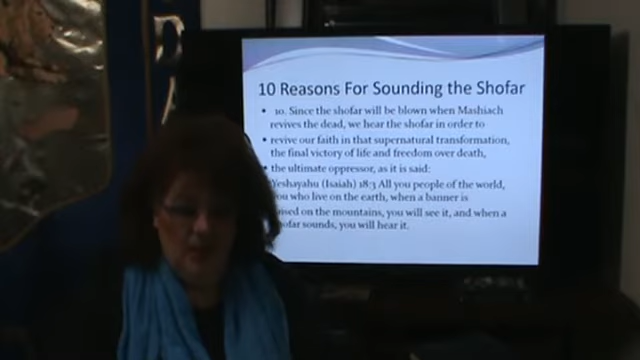 10 Reasons For Sounding the Shofar
• 10. Since the shofar will be blown when Mashiach
revives the dead, we hear the shofar in order to
• revive our faith in that supernatural transformation,
the final victory of life and freedom over death,
• the ultimate oppressor, as it is said:
Yeshayahu (Isaiah) 18:3 All you people of the world,
who live on the earth, when a banner is
on the mountains, you will see it, and when a
sounds, you will hear it.